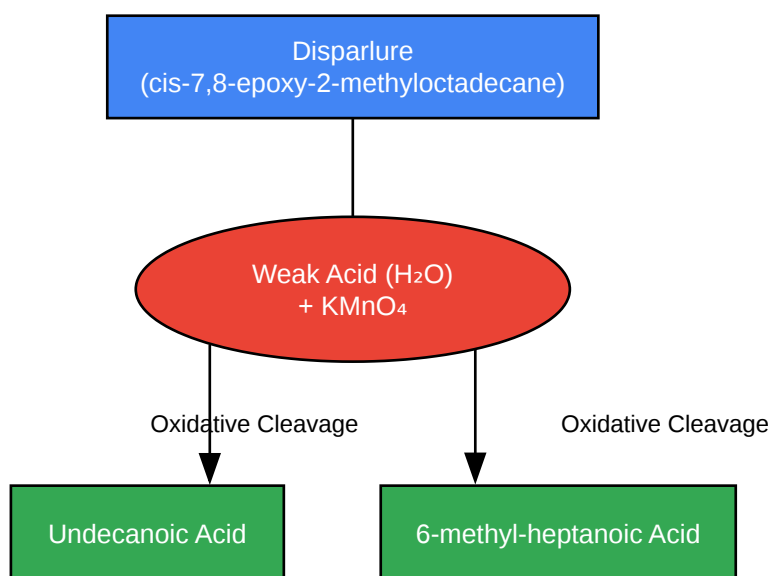 Disparlure
(cis-7,8-epoxy-2-methyloctadecane)
Weak Acid (H₂O)
+ KMnO₄
Oxidative Cleavage
Oxidative Cleavage
Undecanoic Acid
6-methyl-heptanoic Acid